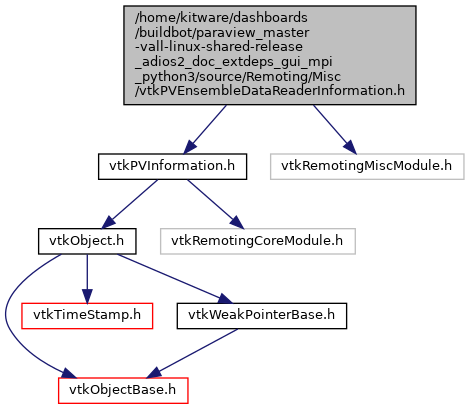 /home/kitware/dashboards
/buildbot/paraview_master
-vall-linux-shared-release
_adios2_doc_extdeps_gui_mpi
_python3/source/Remoting/Misc
/vtkPVEnsembleDataReaderInformation.h
vtkPVInformation.h
vtkRemotingMiscModule.h
vtkObject.h
vtkRemotingCoreModule.h
vtkTimeStamp.h
vtkWeakPointerBase.h
vtkObjectBase.h